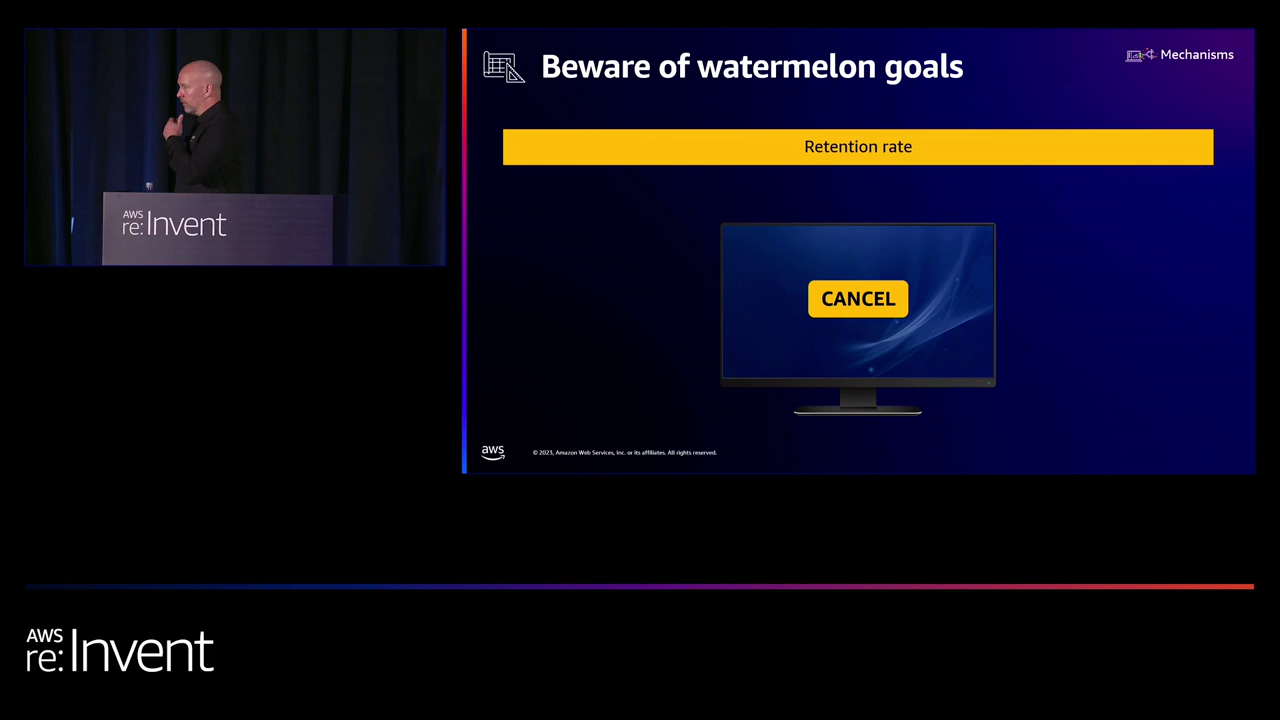 AWS
re:Invent
Beware of watermelon goals
Mechanisms
Retention rate
CANCEL
aws
© 2023, Amazon Web Services, Inc. or its affiliates. All rights reserved.
AWS
re:Invent